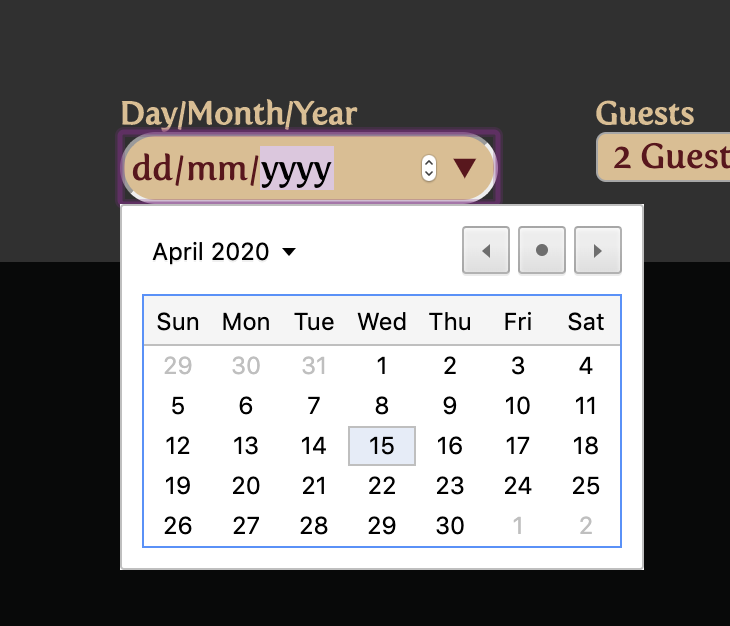 Day/Month/Year Guests
dd/mm/yyyy 2 Guest
April 2020
Sun Mon Tue Wed Thu Fri Sat
29 30 31 1 2 3 4
5 6 7 8 9 10 11
12 13 14 15 16 17 18
19 20 21 22 23 24 25
26 27 28 29 30 1 2